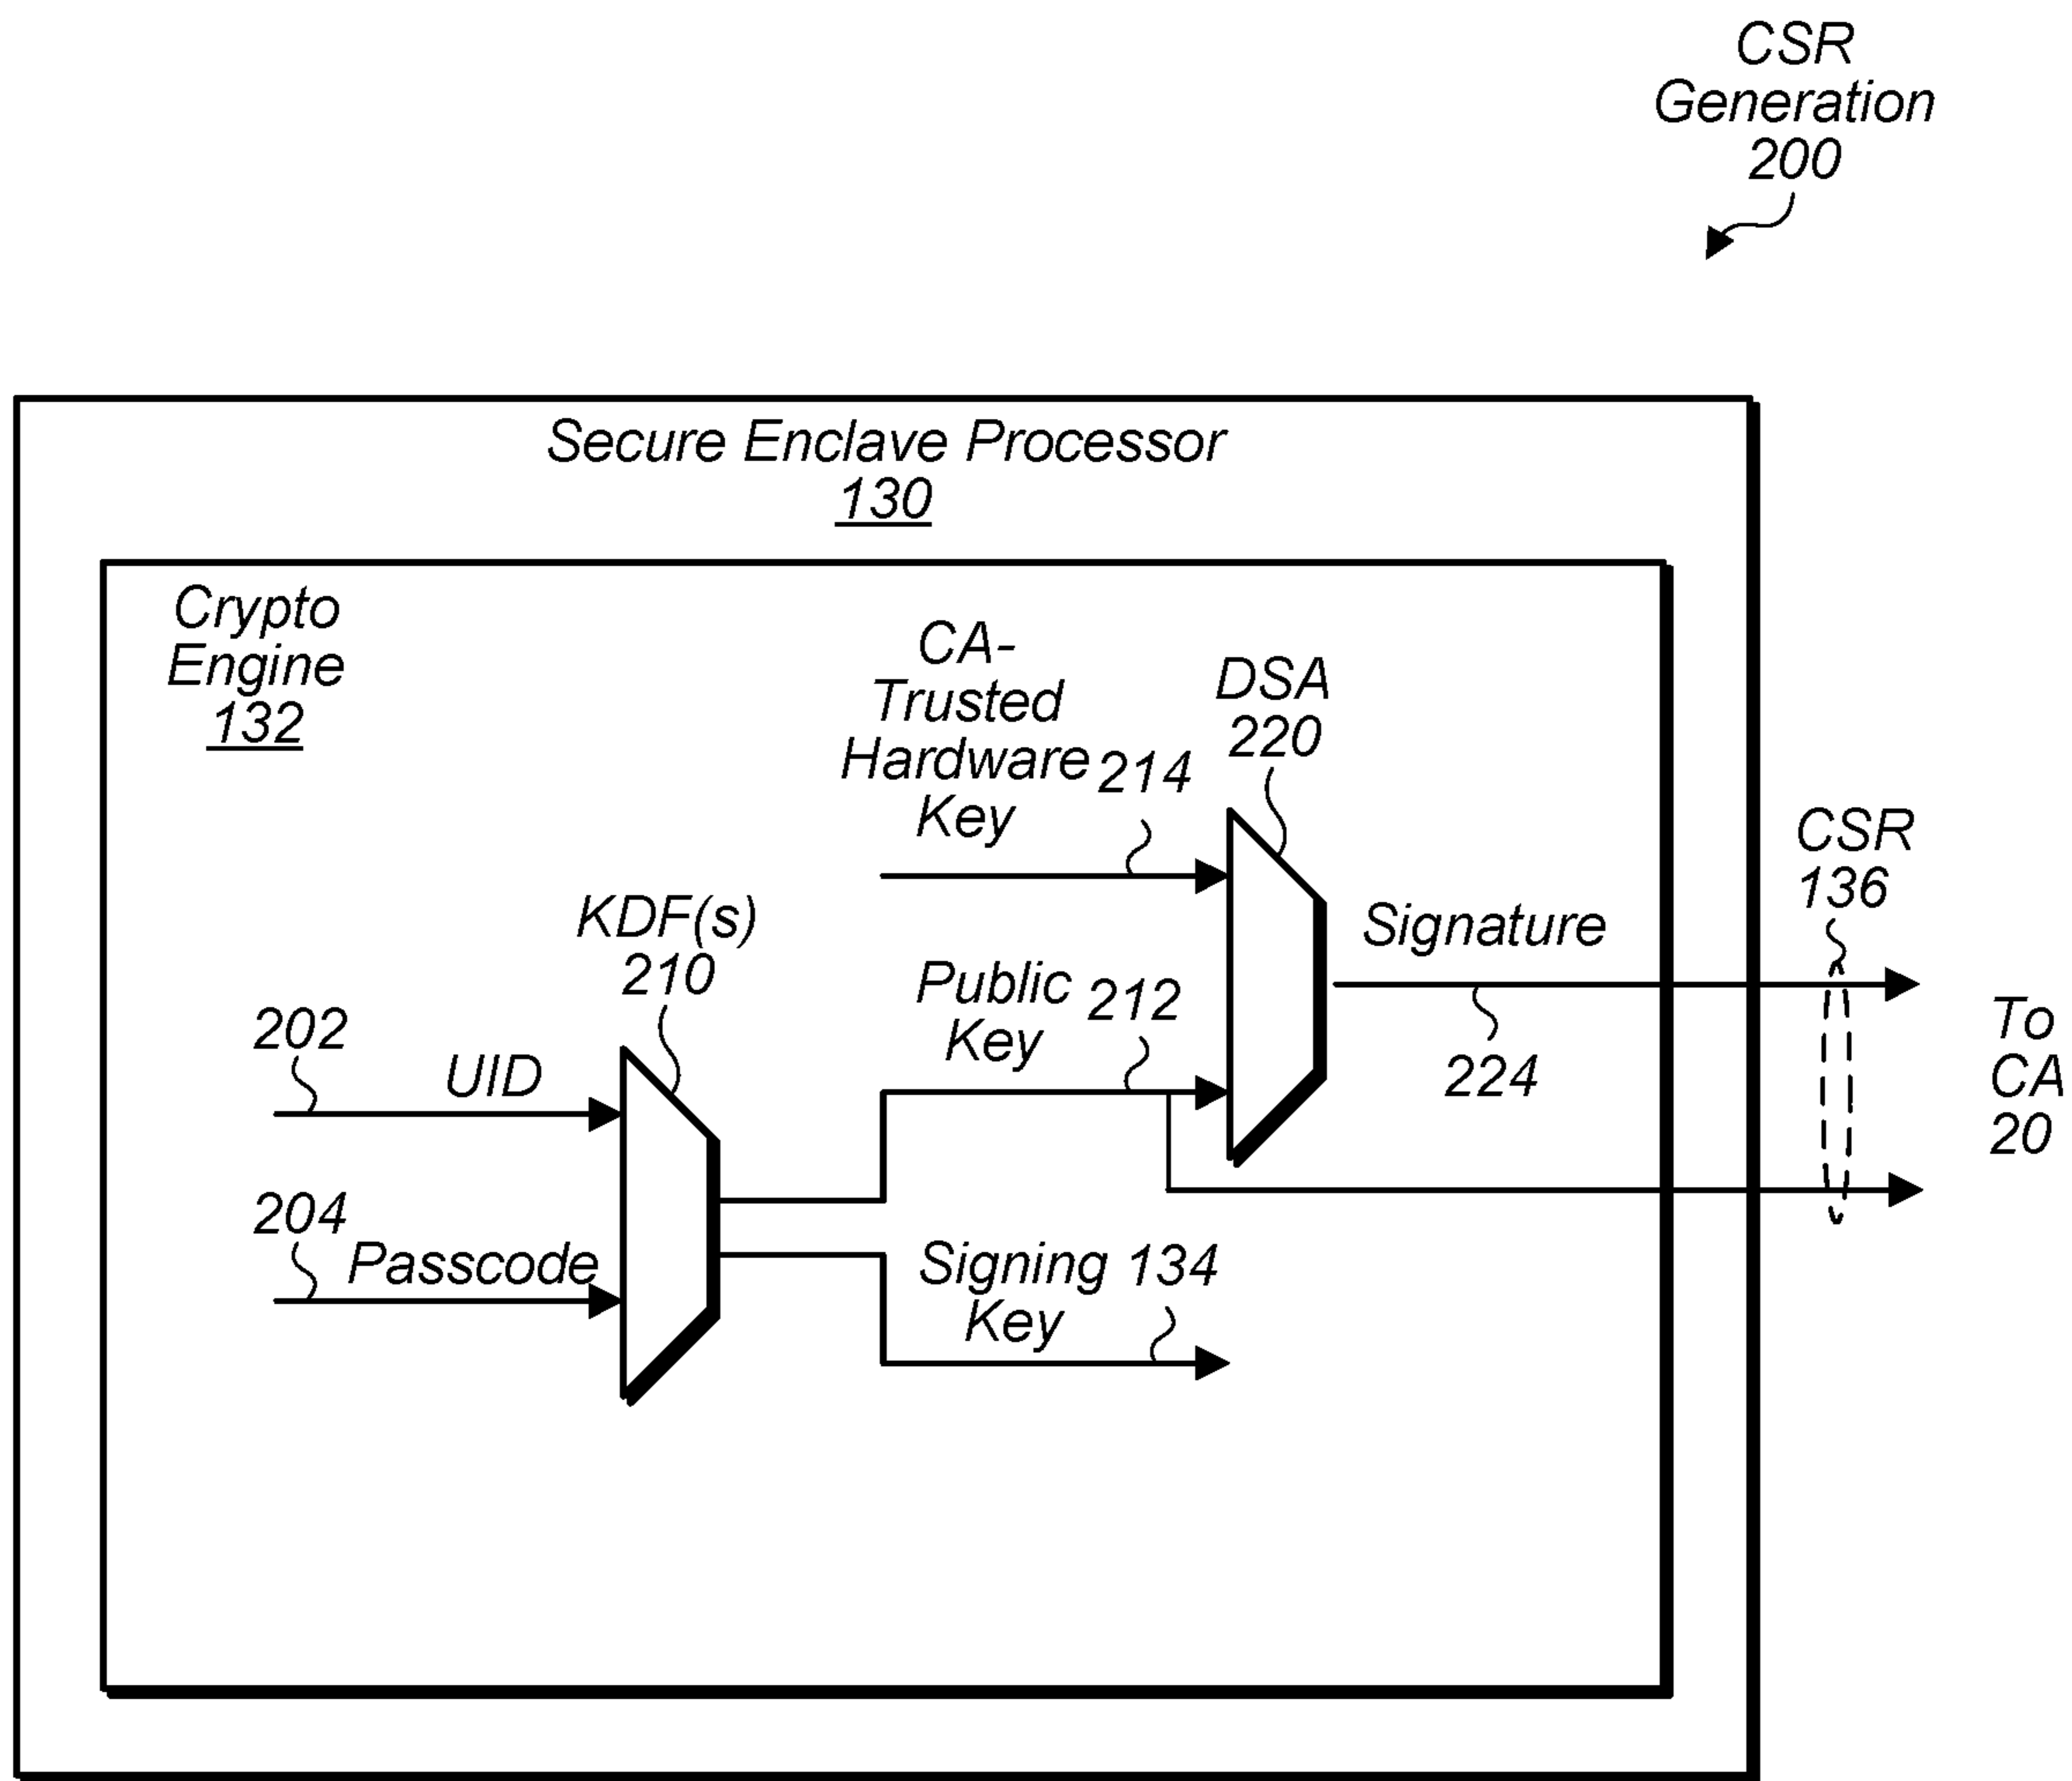 CSR
Generation
200
Secure Enclave Processor
130
Crypto
Engine
132
CA-
Trusted
Hardware 214
Key
DSA
220
CSR
136
KDF(s)
210
Signature
Public 212
Key
202
UID
224
To
CA
20
204
Passcode
Signing 134
Key